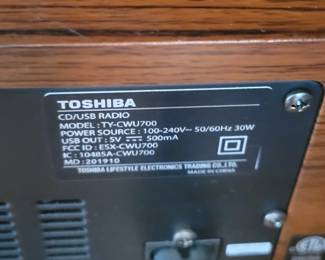 TOSHIBA
CD/USB RADIO
MODEL : TY-CWU700
POWER SOURCE : 100-240V~ 50/60Hz 30W
USB OUT : 5V ⎓ 500mA
FCC ID : ESX-CWU700
IC : 10485A-CWU700
MD : 201910
TOSHIBA LIFESTYLE ELECTRONICS TRADING CO.,LTD.
MADE IN CHINA